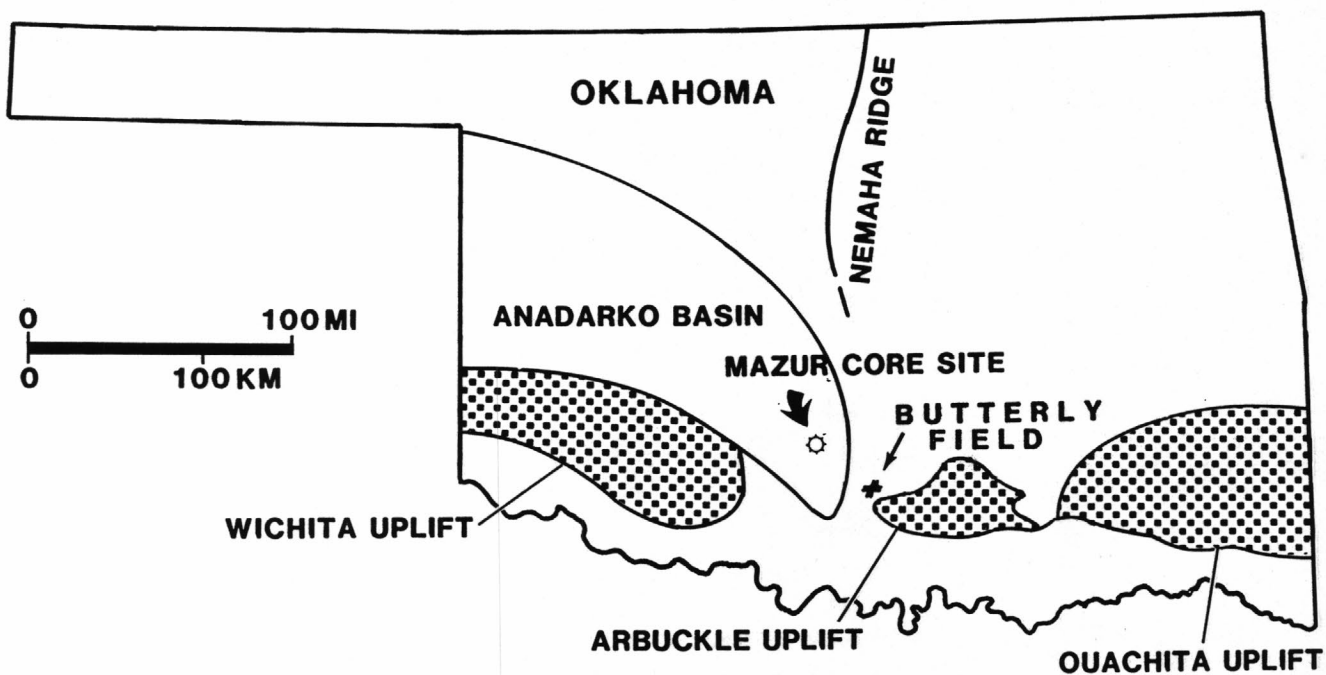 OKLAHOMA
NEMAHA RIDGE
0 100 MI
0 100 KM
ANADARKO BASIN
MAZUR CORE SITE
BUTTERLY
FIELD
WICHITA UPLIFT
ARBUCKLE UPLIFT
OUACHITA UPLIFT